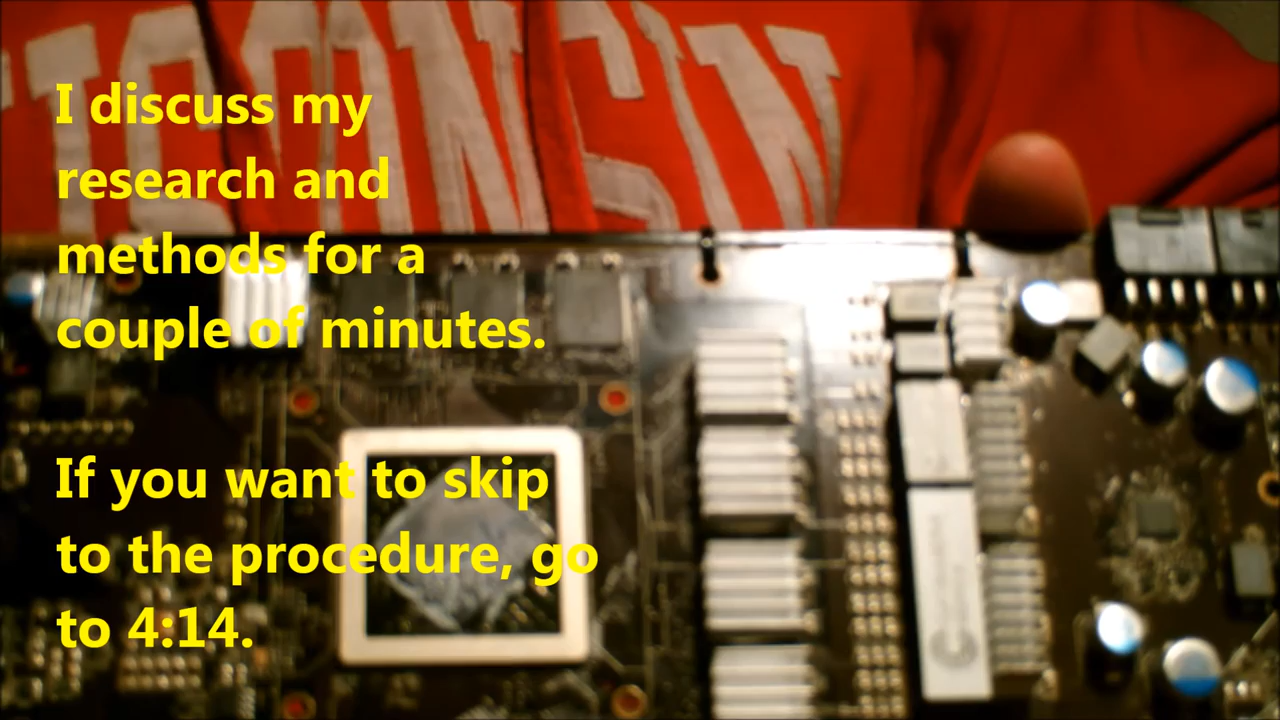 ISCONSIN
I discuss my
research and
methods for a
couple of minutes.
If you want to skip
to the procedure, go
to 4:14.